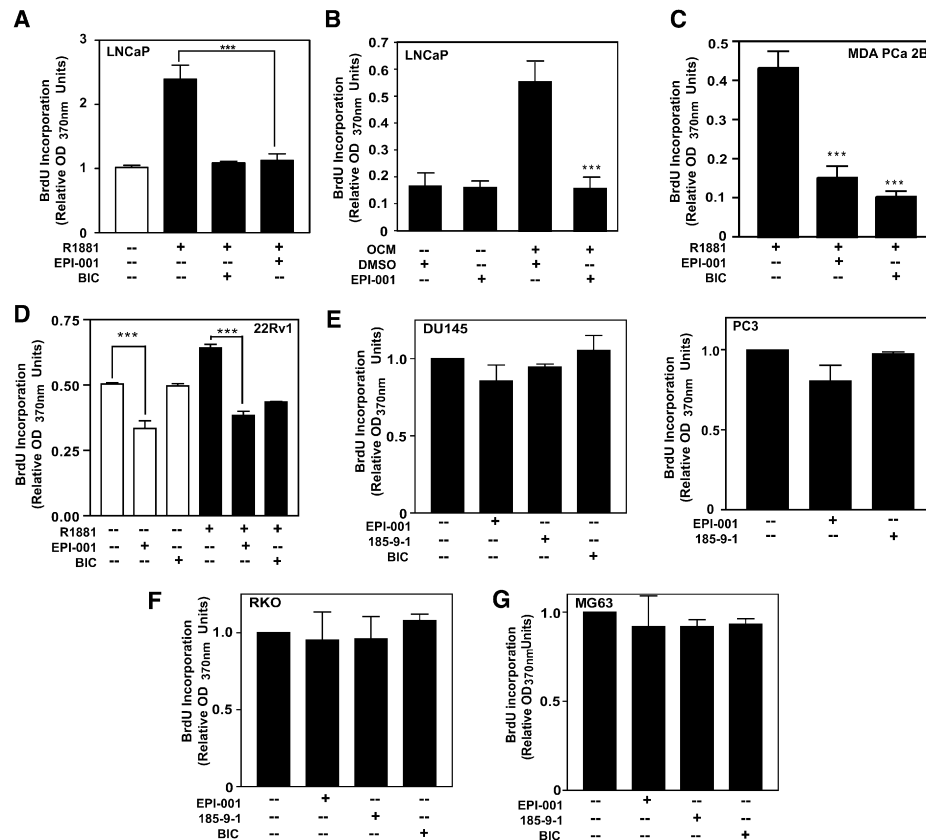 A
LNCaP
BrdU Incorporation
(Relative OD 370nm Units)
3
2
1
0
***
R1881 -- + + +
EPI-001 -- -- -- +
BIC -- -- + --
B
LNCaP
BrdU Incorporation
(Relative OD 370nm Units)
0.7
0.6
0.5
0.4
0.3
0.2
0.1
0
***
OCM -- -- + +
DMSO + -- + --
EPI-001 -- + -- +
C
MDA PCa 2B
BrdU Incorporation
(Relative OD 370nm Units)
0.5
0.4
0.3
0.2
0.1
0
***
***
R1881 + + +
EPI-001 -- + --
BIC -- -- +
D
22Rv1
BrdU Incorporation
(Relative OD 370nm Units)
0.75
0.50
0.25
0.00
***
***
R1881 -- -- -- + + +
EPI-001 -- + -- -- + --
BIC -- -- + -- -- +
E
DU145
BrdU Incorporation
(Relative OD370nm Units)
1.0
0.5
0
EPI-001 -- + -- --
185-9-1 -- -- + --
BIC -- -- -- +
PC3
BrdU Incorporation
(Relative OD 370nm Units)
1.0
0.5
0
EPI-001 -- + --
185-9-1 -- -- +
F
RKO
BrdU Incorporation
(Relative OD 370nm Units)
1.0
0.5
0
EPI-001 -- + -- --
185-9-1 -- -- + --
BIC -- -- -- +
G
MG63
BrdU incorporation
(Relative OD370nmUnits)
1.0
0.5
0
EPI-001 -- + -- --
185-9-1 -- -- + --
BIC -- -- -- +